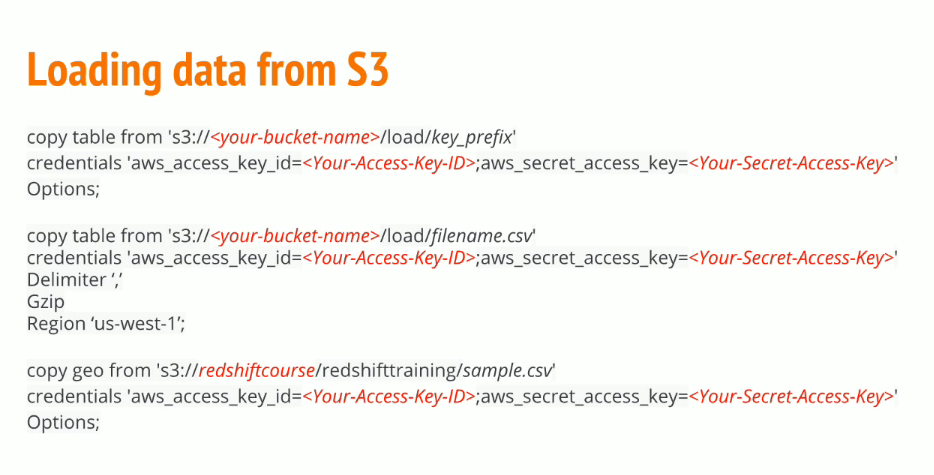 Loading data from S3
copy table from 's3://<your-bucket-name>/load/key_prefix'
credentials 'aws_access_key_id=<Your-Access-Key-ID>;aws_secret_access_key=<Your-Secret-Access-Key>'
Options;
copy table from 's3://<your-bucket-name>/load/filename.csv'
credentials 'aws_access_key_id=<Your-Access-Key-ID>;aws_secret_access_key=<Your-Secret-Access-Key>'
Delimiter ‘,’
Gzip
Region ‘us-west-1’;
copy geo from 's3://redshiftcourse/redshifttraining/sample.csv'
credentials 'aws_access_key_id=<Your-Access-Key-ID>;aws_secret_access_key=<Your-Secret-Access-Key>'
Options;